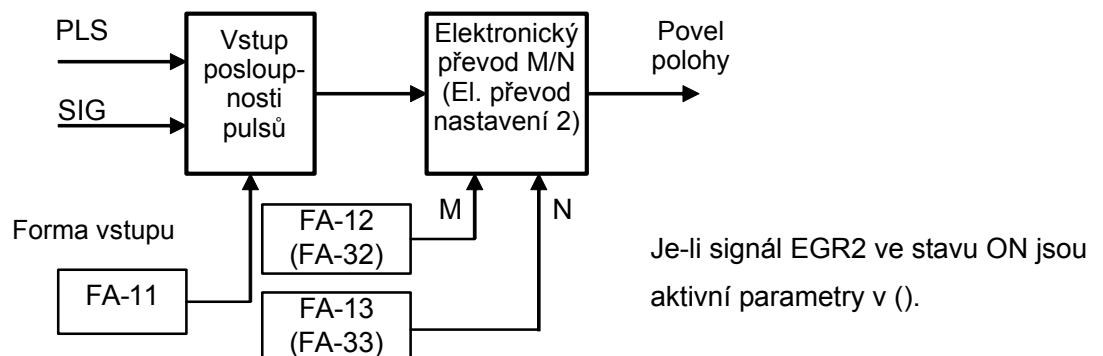 PLS
SIG
Vstup
posloup-
nosti
pulsů
Elektronický
převod M/N
(El. převod
nastavení 2)
Povel
polohy
Forma vstupu
FA-11
FA-12
(FA-32)
M
N
FA-13
(FA-33)
Je-li signál EGR2 ve stavu ON jsou
aktivní parametry v ().